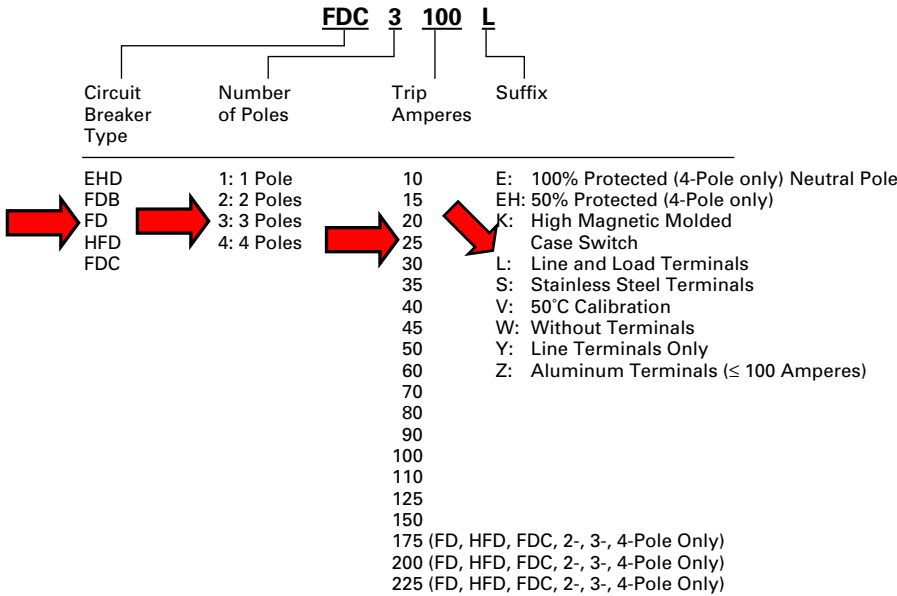 FDC 3 100 L
Circuit Breaker Type
Number of Poles
Trip Amperes
Suffix
EHD
FDB
FD
HFD
FDC
1: 1 Pole
2: 2 Poles
3: 3 Poles
4: 4 Poles
10
15
20
25
30
35
40
45
50
60
70
80
90
100
110
125
150
175 (FD, HFD, FDC, 2-, 3-, 4-Pole Only)
200 (FD, HFD, FDC, 2-, 3-, 4-Pole Only)
225 (FD, HFD, FDC, 2-, 3-, 4-Pole Only)
E: 100% Protected (4-Pole only) Neutral Pole
EH: 50% Protected (4-Pole only)
K: High Magnetic Molded
Case Switch
L: Line and Load Terminals
S: Stainless Steel Terminals
V: 50°C Calibration
W: Without Terminals
Y: Line Terminals Only
Z: Aluminum Terminals (≤ 100 Amperes)